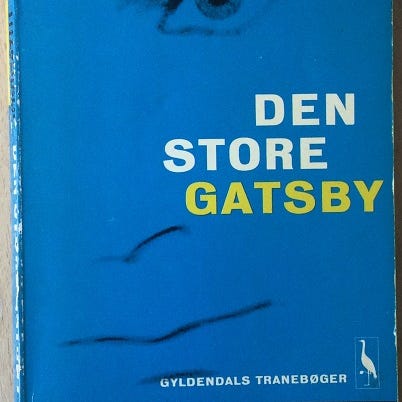 DEN
STORE
GATSBY
GYLDENDALS TRANEBØGER